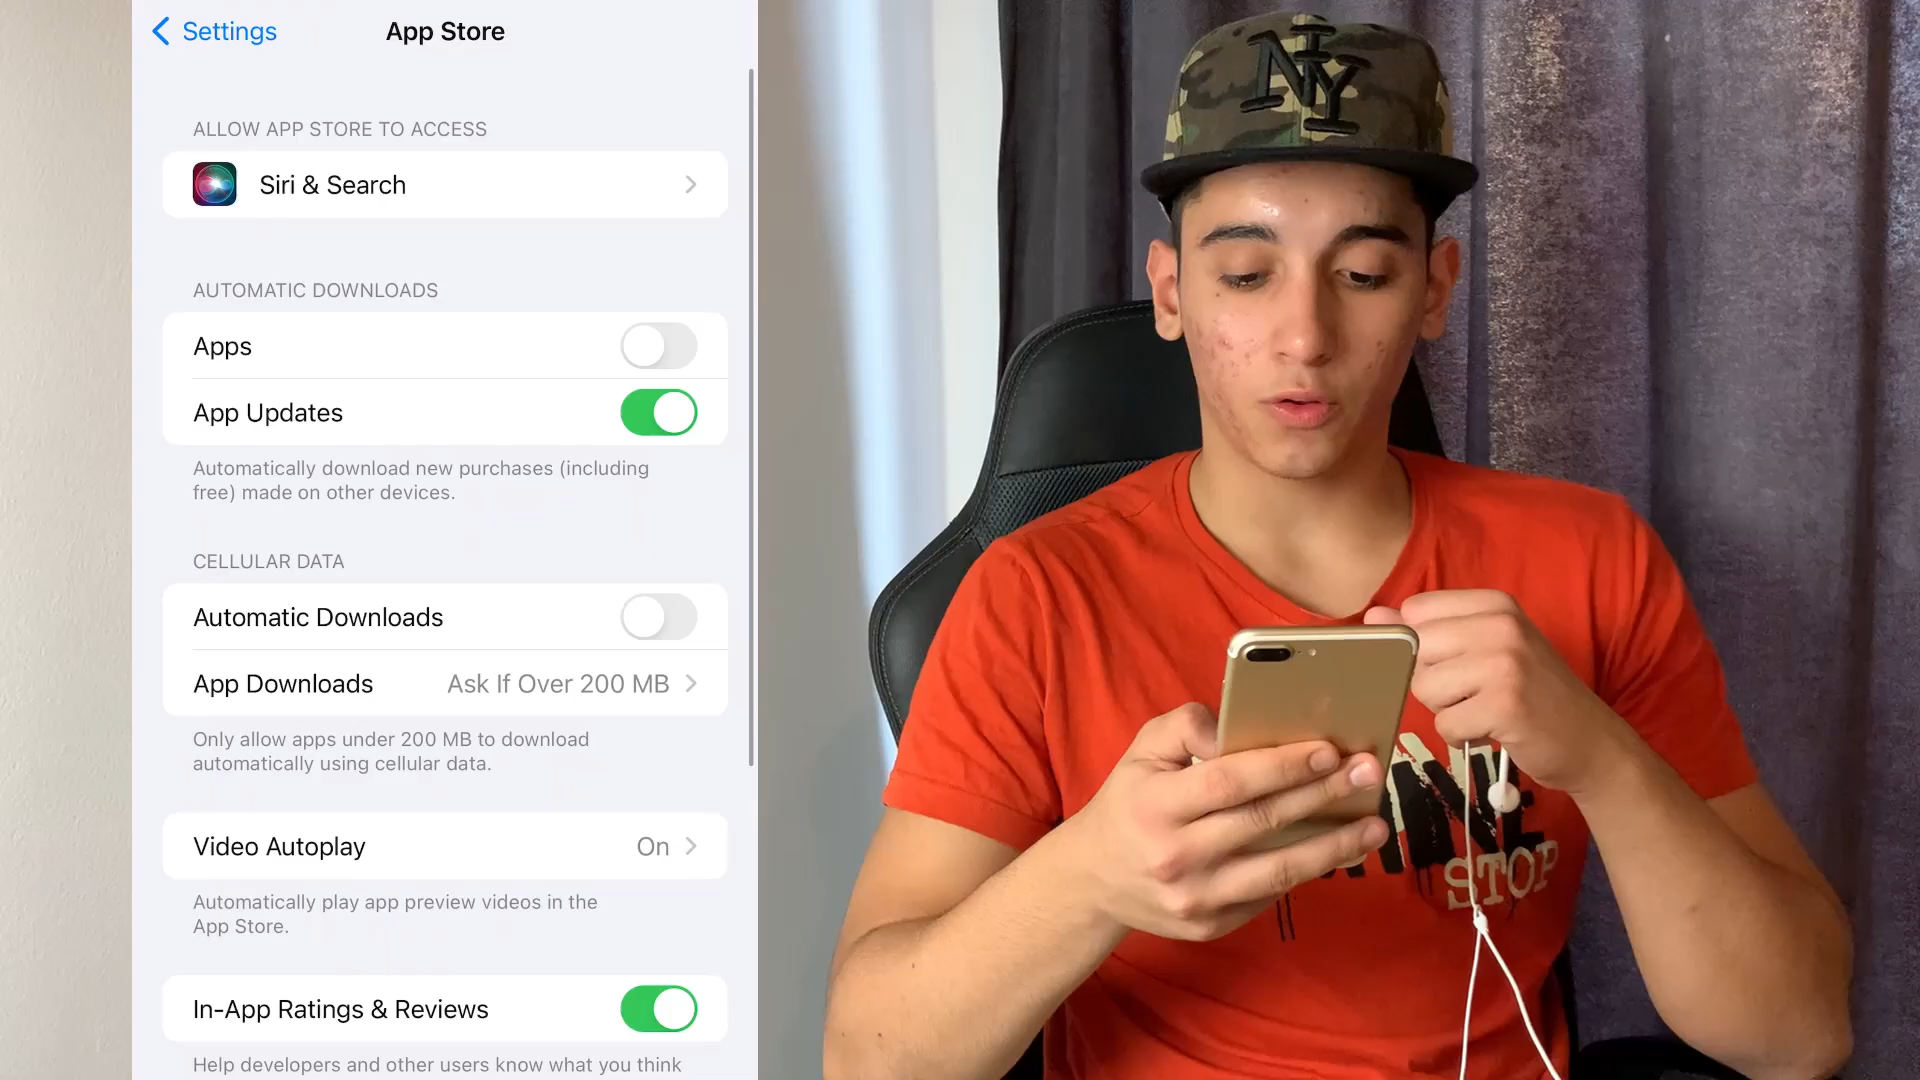 Settings
App Store
ALLOW APP STORE TO ACCESS
Siri & Search
AUTOMATIC DOWNLOADS
Apps
App Updates
Automatically download new purchases (including
free) made on other devices.
CELLULAR DATA
Automatic Downloads
App Downloads Ask If Over 200 MB
Only allow apps under 200 MB to download
automatically using cellular data.
Video Autoplay On
Automatically play app preview videos in the
App Store.
In-App Ratings & Reviews
Help developers and other users know what you think
NY
STOP